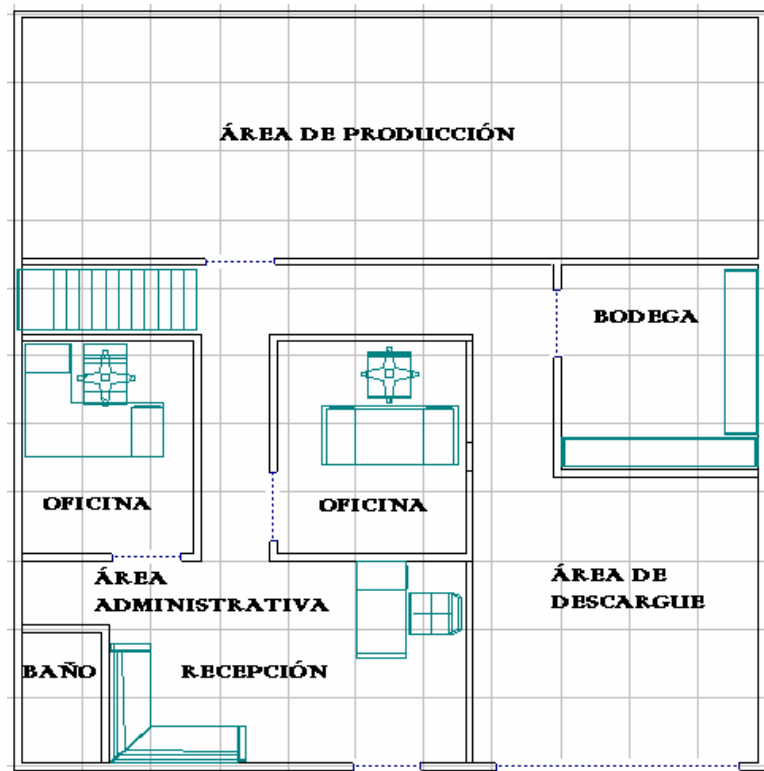 ÁREA DE PRODUCCIÓN
BODEGA
OFICINA
OFICINA
ÁREA
ADMINISTRATIVA
ÁREA DE
DESCARGUE
BAÑO
RECEPCIÓN